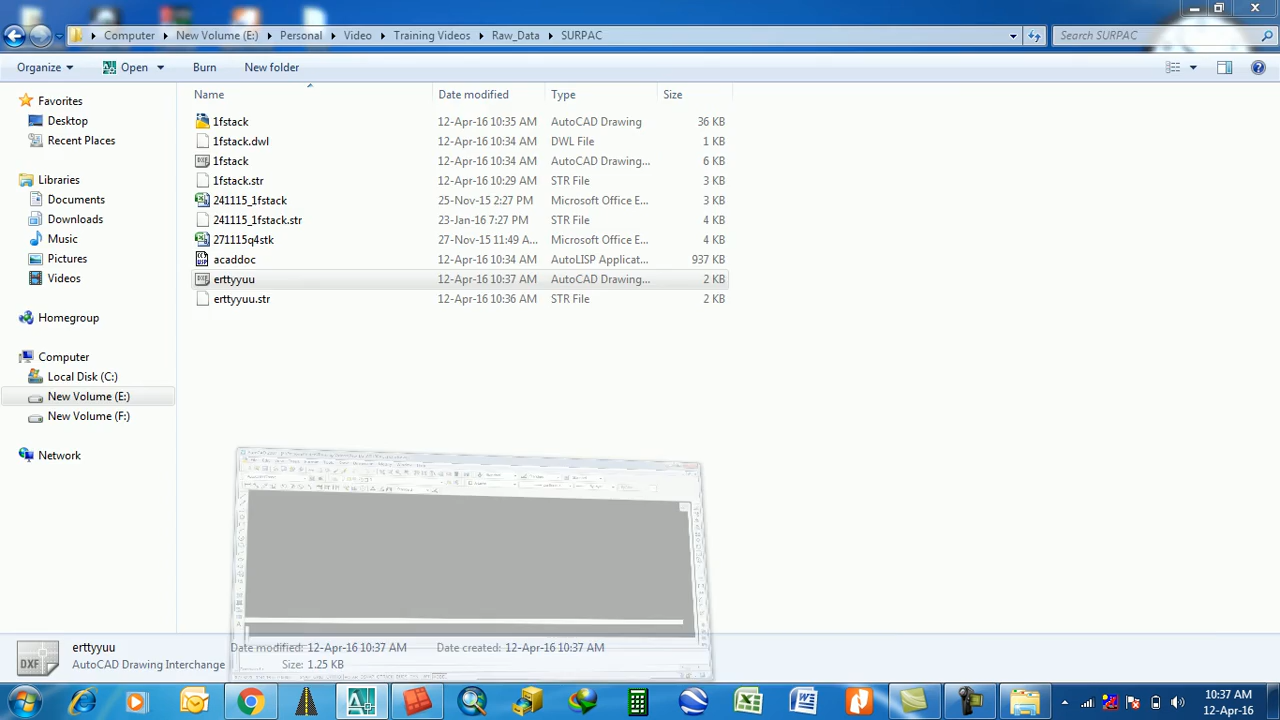 Computer New Volume (E:) Personal Video Training Videos Raw_Data SURPAC Search SURPAC
Organize Open Burn New folder
Name Date modified Type Size
Favorites
Desktop
Recent Places
Libraries
Documents
Downloads
Music
Pictures
Videos
Homegroup
Computer
Local Disk (C:)
New Volume (E:)
New Volume (F:)
Network
1fstack 12-Apr-16 10:35 AM AutoCAD Drawing 36 KB
1fstack.dwl 12-Apr-16 10:34 AM DWL File 1 KB
1fstack 12-Apr-16 10:34 AM AutoCAD Drawing... 6 KB
1fstack.str 12-Apr-16 10:29 AM STR File 3 KB
241115_1fstack 25-Nov-15 2:27 PM Microsoft Office E... 3 KB
241115_1fstack.str 23-Jan-16 7:27 PM STR File 4 KB
271115q4stk 27-Nov-15 11:49 A... Microsoft Office E... 4 KB
acaddoc 12-Apr-16 10:34 AM AutoLISP Applicat... 937 KB
erttyyuu 12-Apr-16 10:37 AM AutoCAD Drawing... 2 KB
erttyyuu.str 12-Apr-16 10:36 AM STR File 2 KB
DXF
erttyyuu Date modified: 12-Apr-16 10:37 AM Date created: 12-Apr-16 10:37 AM
AutoCAD Drawing Interchange Size: 1.25 KB
10:37 AM
12-Apr-16